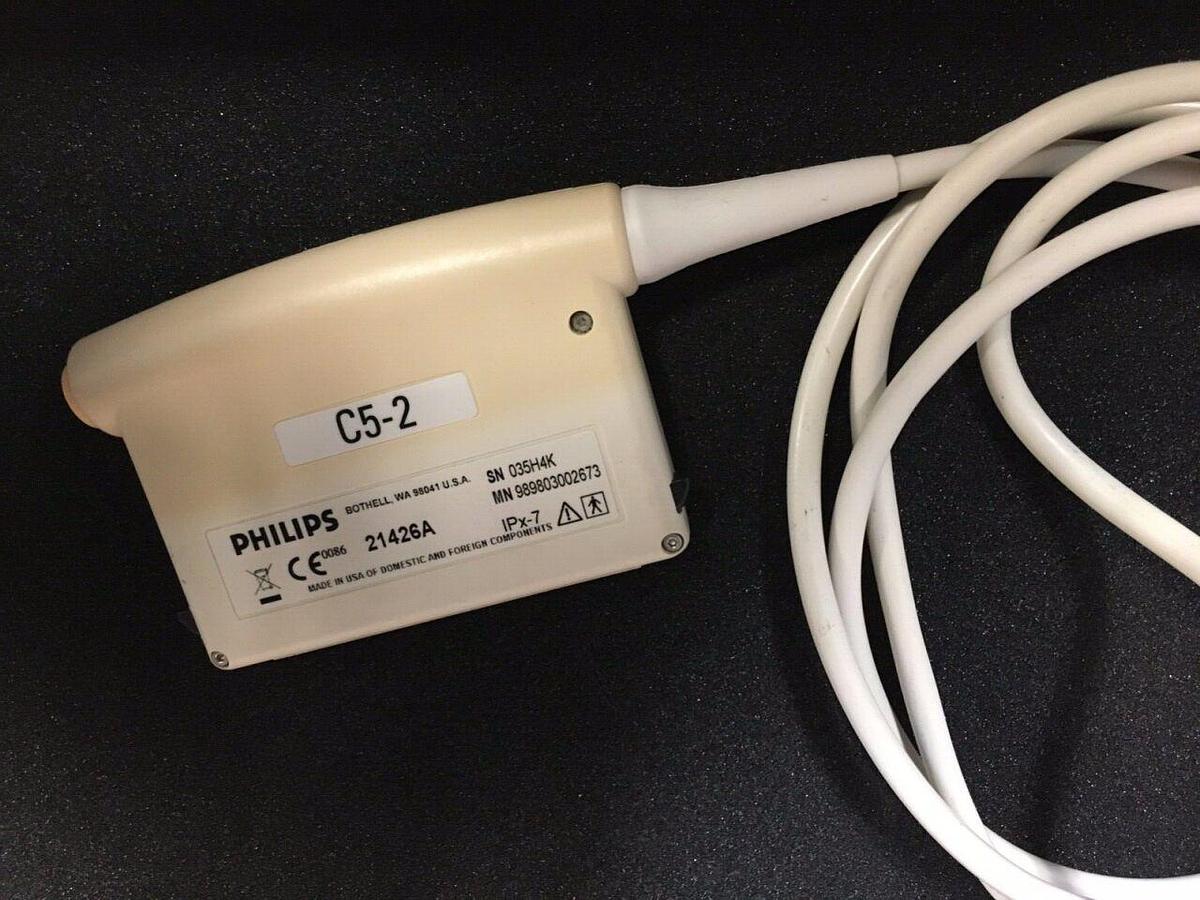 C5-2
PHILIPS BOTHELL, WA 98041 U.S.A. SN 035H4K
MN 989803002673
CE 0086 21426A IPx-7
MADE IN USA OF DOMESTIC AND FOREIGN COMPONENTS